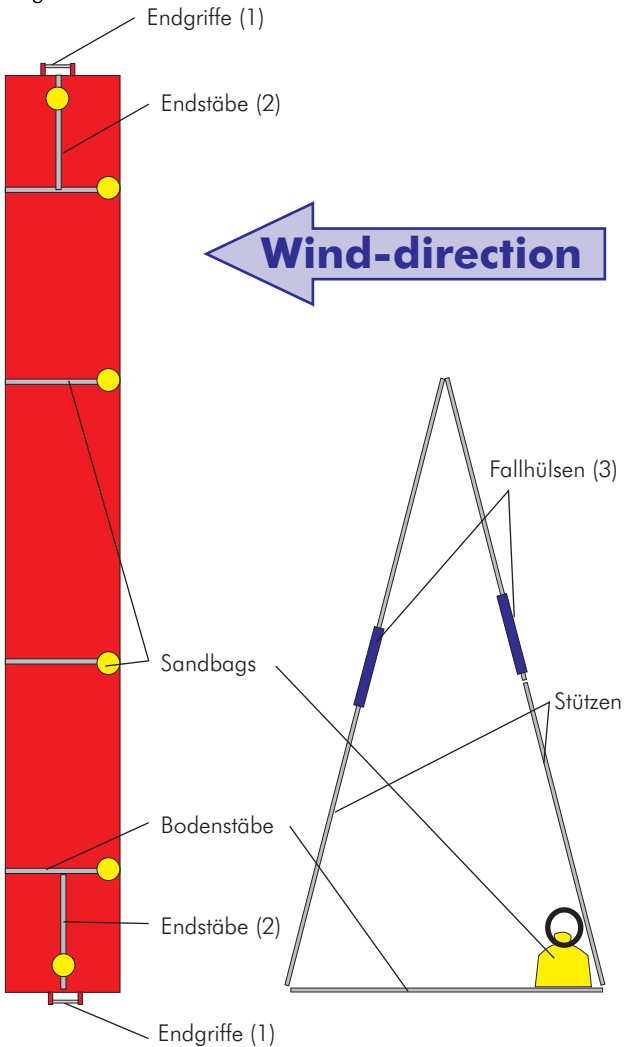 Endgriffe (1)
Endstäbe (2)
Wind-direction
Fallhülsen (3)
Sandbags
Stützen
Bodenstäbe
Endstäbe (2)
Endgriffe (1)